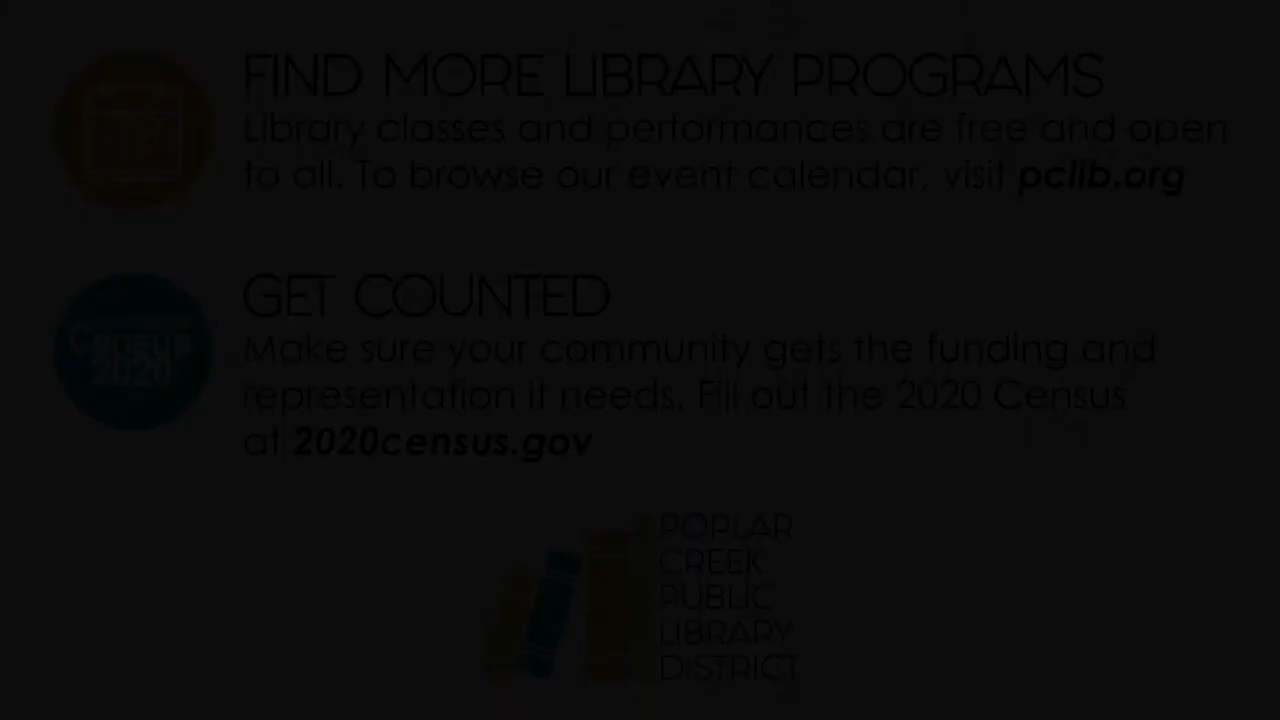 FIND MORE LIBRARY PROGRAMS
Library classes and performances are free and open
to all. To browse our event calendar, visit pclib.org
GET COUNTED
Census
2020
Make sure your community gets the funding and
representation it needs. Fill out the 2020 Census
at 2020census.gov
POPLAR
CREEK
PUBLIC
LIBRARY
DISTRICT